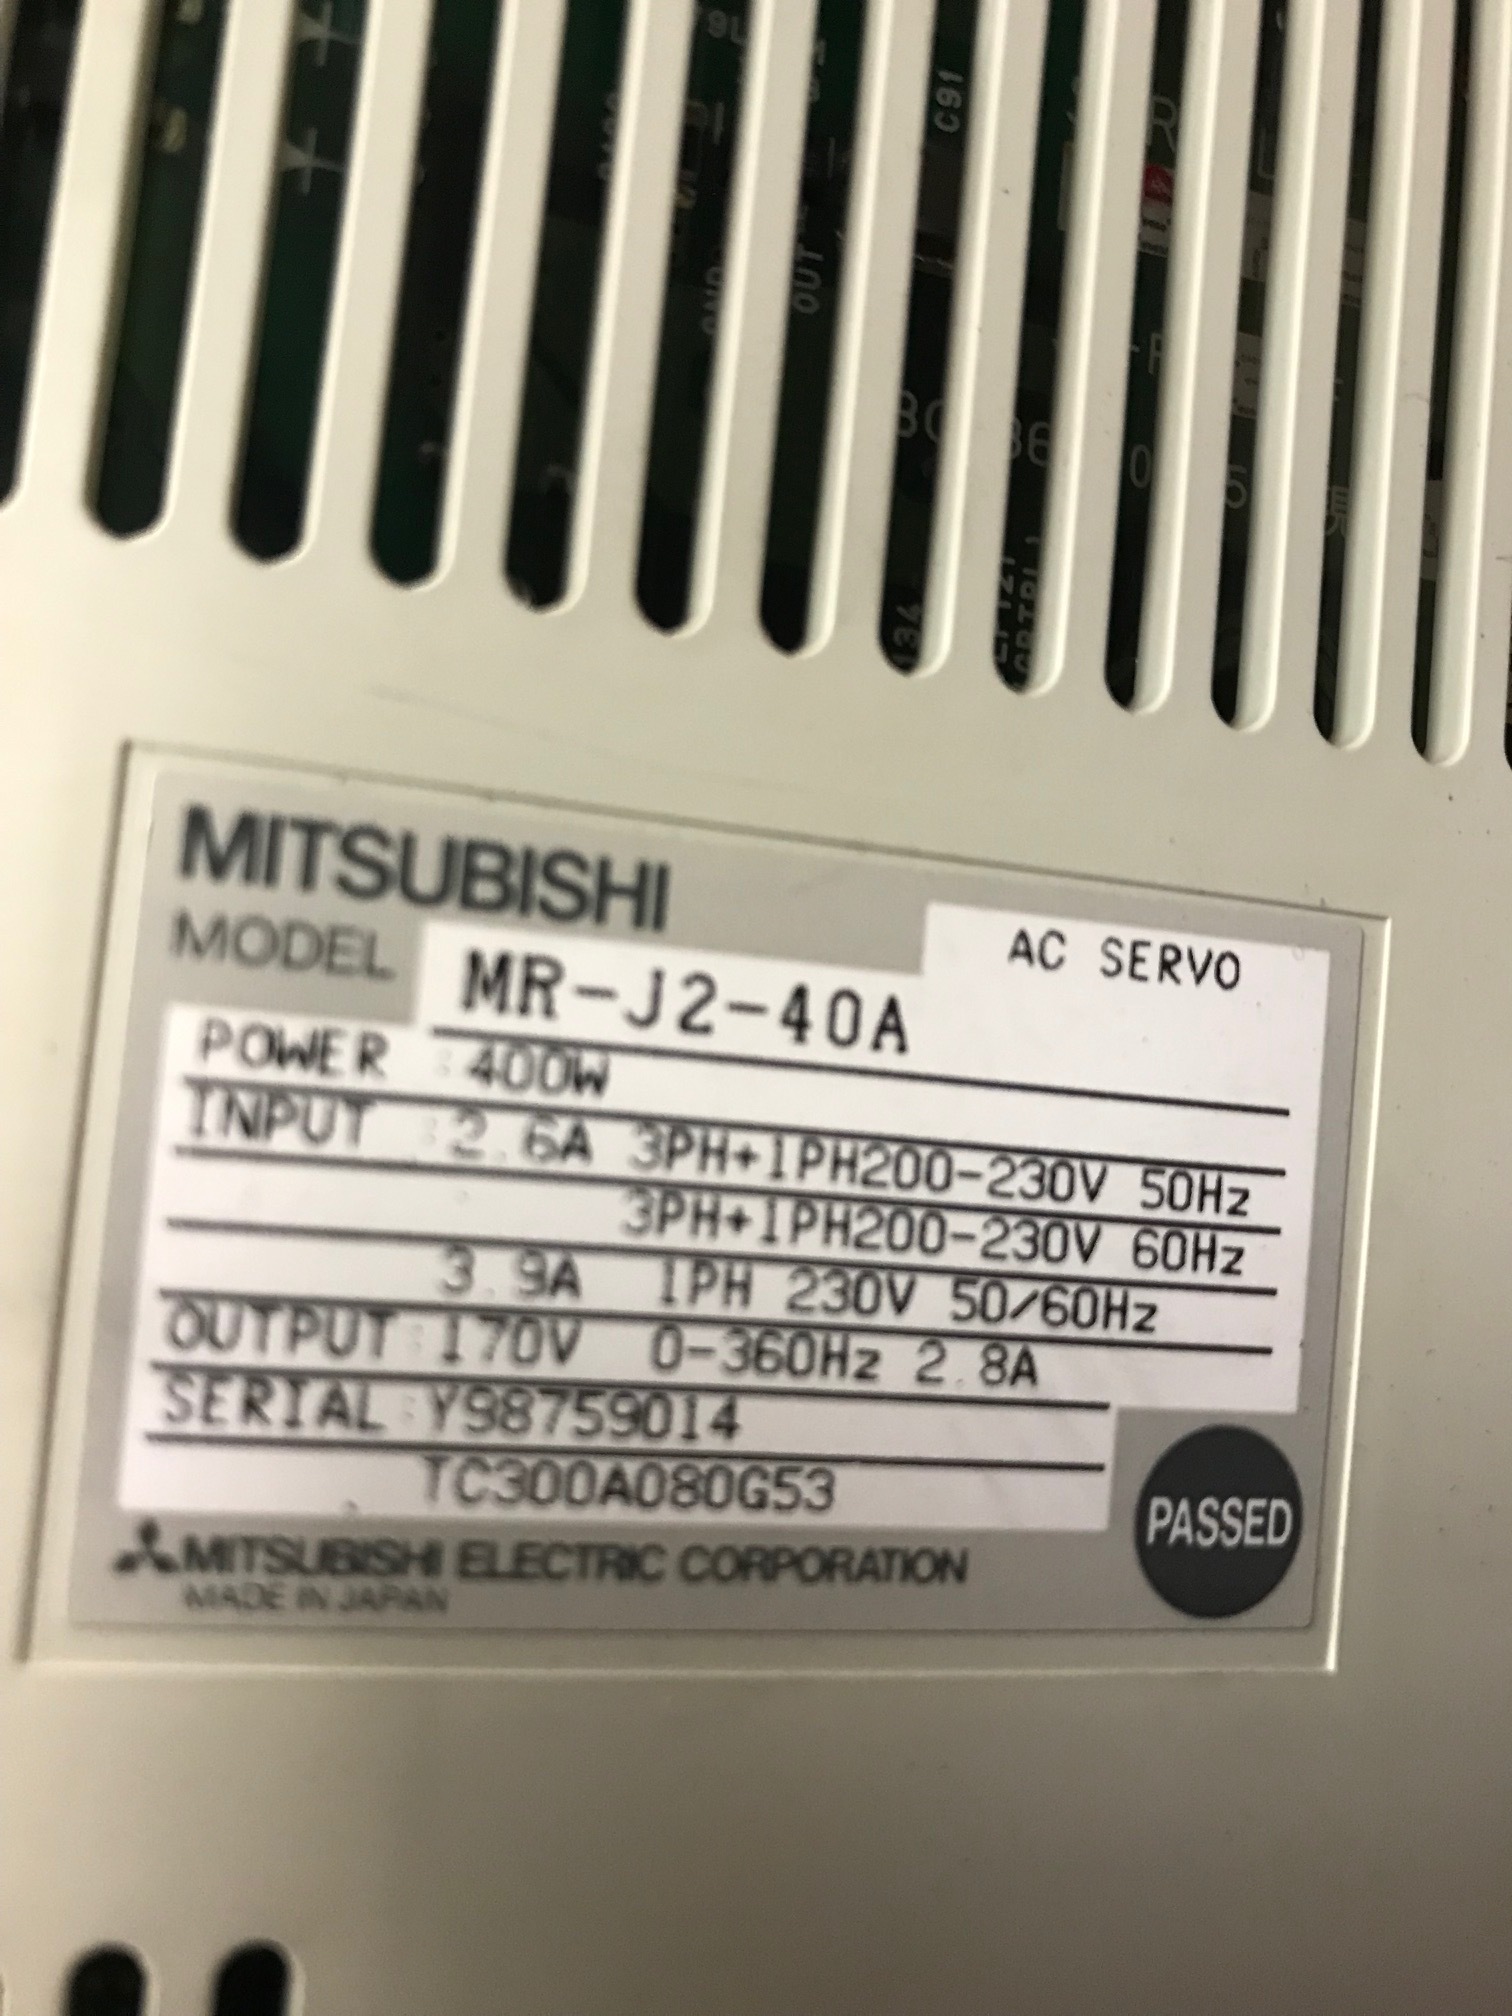 C91
OUT
MITSUBISHI
AC SERVO
MODEL MR-J2-40A
POWER : 400W
INPUT : 2.6A 3PH+1PH200-230V 50Hz
3PH+1PH200-230V 60Hz
3.9A 1PH 230V 50/60Hz
OUTPUT : 170V 0-360Hz 2.8A
SERIAL : Y98759014
TC300A080G53
PASSED
MITSUBISHI ELECTRIC CORPORATION
MADE IN JAPAN